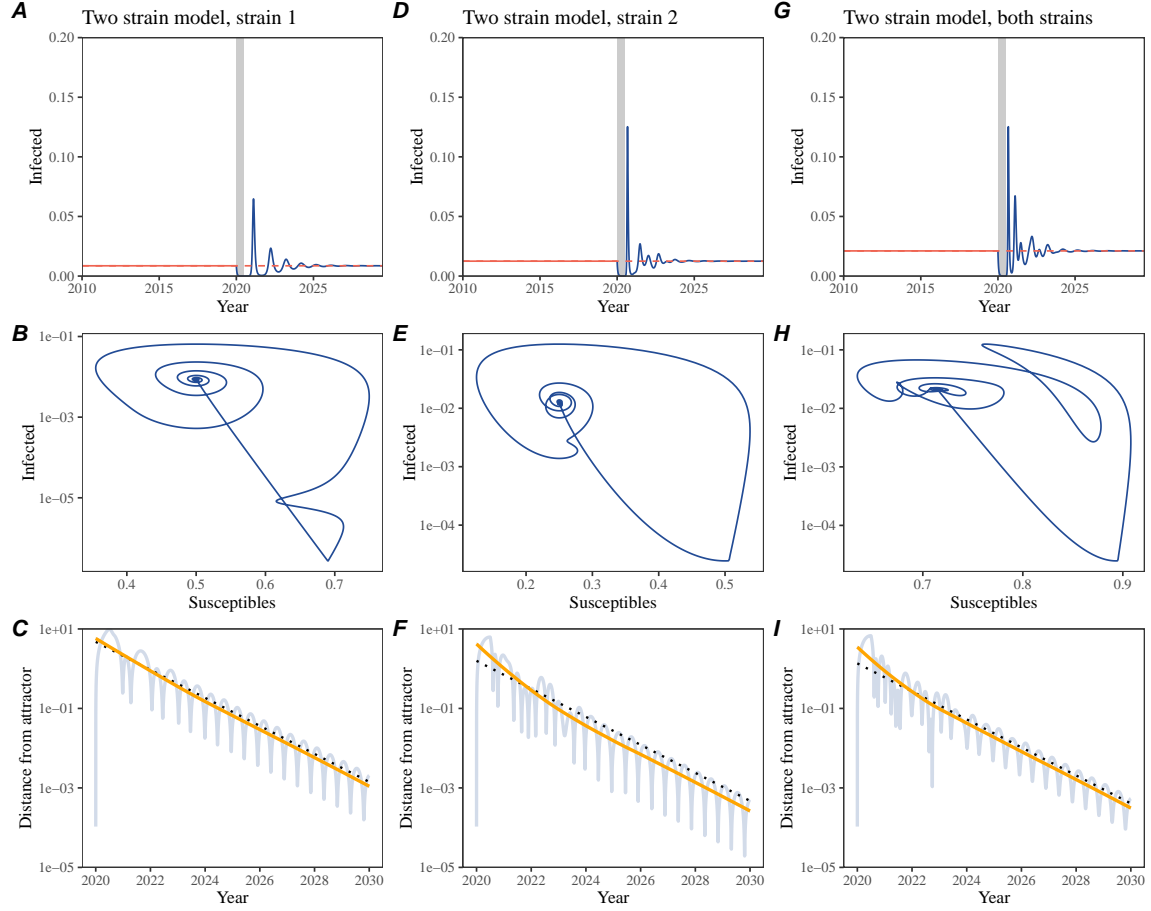 A Two strain model, strain 1
0.20
0.15
0.10
0.05
0.00
Infected
2010 2015 2020 2025
Year
B
1e−01
1e−03
1e−05
Infected
0.4 0.5 0.6 0.7
Susceptibles
C
1e+01
1e−01
1e−03
1e−05
Distance from attractor
2020 2022 2024 2026 2028 2030
Year
D Two strain model, strain 2
0.20
0.15
0.10
0.05
0.00
Infected
2010 2015 2020 2025
Year
E
1e−01
1e−02
1e−03
1e−04
Infected
0.2 0.3 0.4 0.5
Susceptibles
F
1e+01
1e−01
1e−03
1e−05
Distance from attractor
2020 2022 2024 2026 2028 2030
Year
G Two strain model, both strains
0.20
0.15
0.10
0.05
0.00
Infected
2010 2015 2020 2025
Year
H
1e−01
1e−02
1e−03
1e−04
Infected
0.7 0.8 0.9
Susceptibles
I
1e+01
1e−01
1e−03
1e−05
Distance from attractor
2020 2022 2024 2026 2028 2030
Year